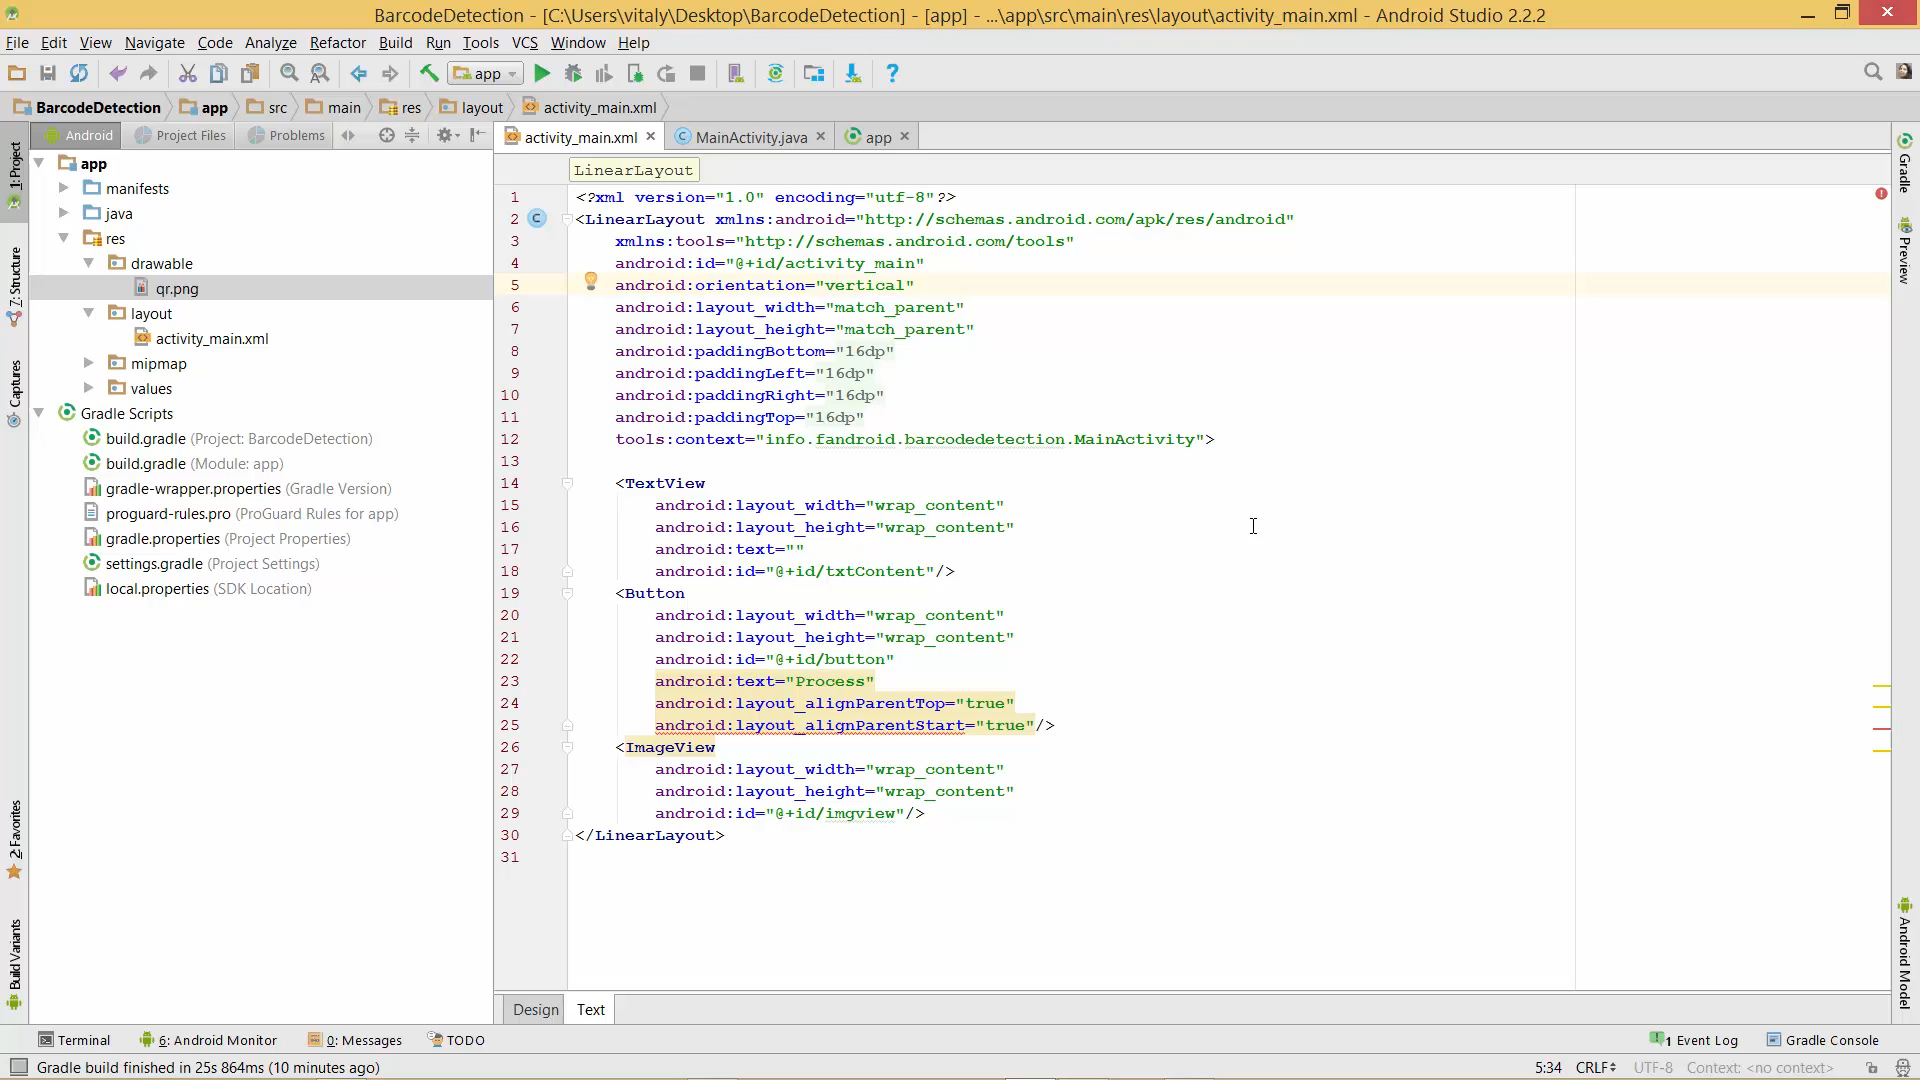 BarcodeDetection - [C:\Users\vitaly\Desktop\BarcodeDetection] - [app] - ...\app\src\main\res\layout\activity_main.xml - Android Studio 2.2.2
File Edit View Navigate Code Analyze Refactor Build Run Tools VCS Window Help
app
BarcodeDetection app src main res layout activity_main.xml
Android Project Files Problems
activity_main.xml MainActivity.java app
LinearLayout
1: Project
7: Structure
Captures
2: Favorites
Build Variants
app
manifests
java
res
drawable
qr.png
layout
activity_main.xml
mipmap
values
Gradle Scripts
build.gradle (Project: BarcodeDetection)
build.gradle (Module: app)
gradle-wrapper.properties (Gradle Version)
proguard-rules.pro (ProGuard Rules for app)
gradle.properties (Project Properties)
settings.gradle (Project Settings)
local.properties (SDK Location)
1 <?xml version="1.0" encoding="utf-8"?>
2 <LinearLayout xmlns:android="http://schemas.android.com/apk/res/android"
3 xmlns:tools="http://schemas.android.com/tools"
4 android:id="@+id/activity_main"
5 android:orientation="vertical"
6 android:layout_width="match_parent"
7 android:layout_height="match_parent"
8 android:paddingBottom="16dp"
9 android:paddingLeft="16dp"
10 android:paddingRight="16dp"
11 android:paddingTop="16dp"
12 tools:context="info.fandroid.barcodedetection.MainActivity">
13
14 <TextView
15 android:layout_width="wrap_content"
16 android:layout_height="wrap_content"
17 android:text=""
18 android:id="@+id/txtContent"/>
19 <Button
20 android:layout_width="wrap_content"
21 android:layout_height="wrap_content"
22 android:id="@+id/button"
23 android:text="Process"
24 android:layout_alignParentTop="true"
25 android:layout_alignParentStart="true"/>
26 <ImageView
27 android:layout_width="wrap_content"
28 android:layout_height="wrap_content"
29 android:id="@+id/imgview"/>
30 </LinearLayout>
31
Gradle
Preview
Android Model
Design Text
Terminal 6: Android Monitor 0: Messages TODO 1 Event Log Gradle Console
Gradle build finished in 25s 864ms (10 minutes ago) 5:34 CRLF UTF-8 Context: <no context>